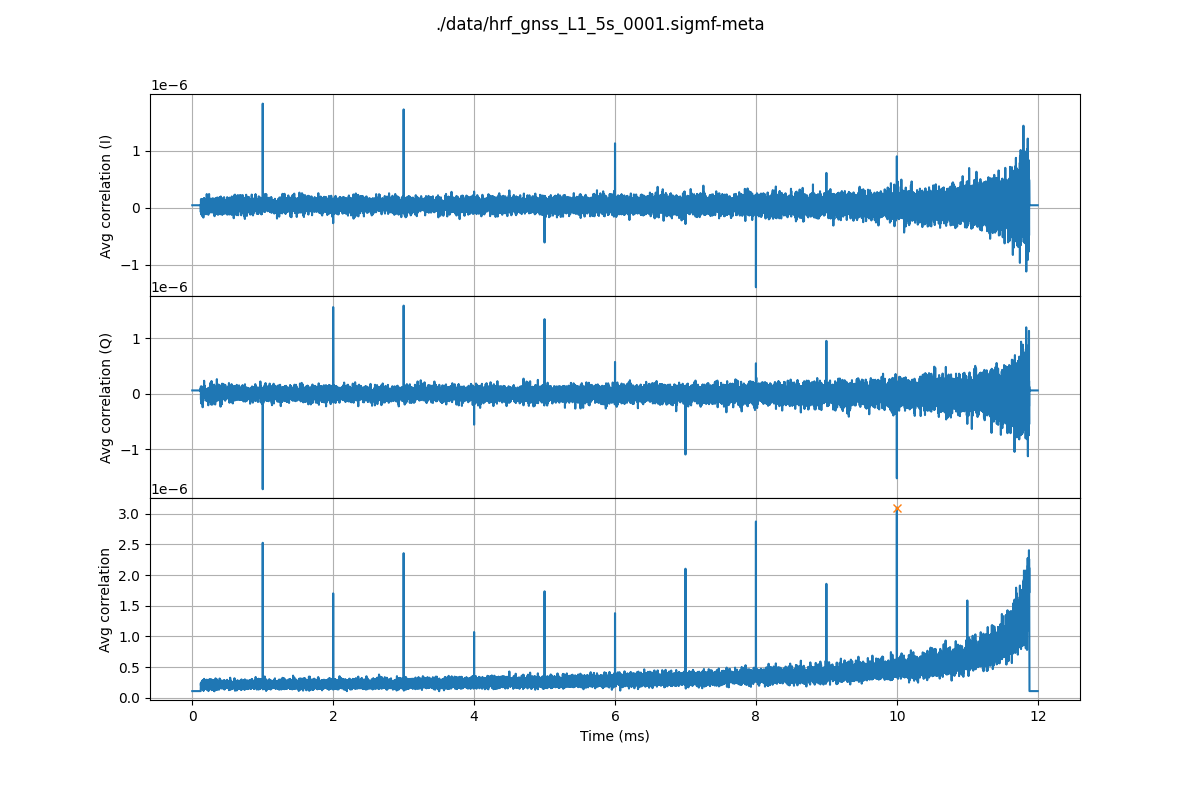 ./data/hrf_gnss_L1_5s_0001.sigmf-meta
1e−6
Avg correlation (I)
1
0
−1
1e−6
Avg correlation (Q)
1
0
−1
1e−6
Avg correlation
3.0
2.5
2.0
1.5
1.0
0.5
0.0
0 2 4 6 8 10 12
Time (ms)